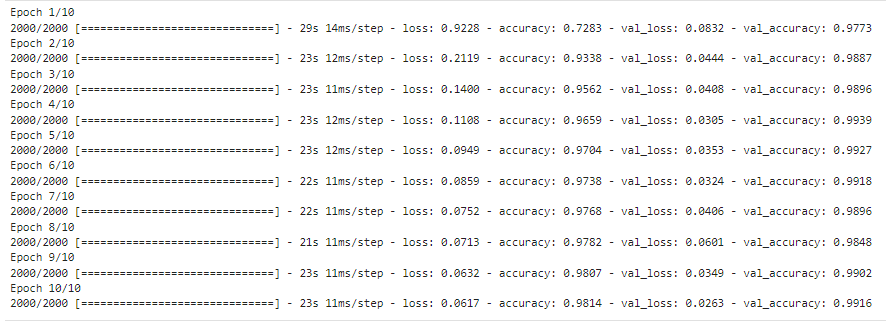 Epoch 1/10
2000/2000 [==============================] - 29s 14ms/step - loss: 0.9228 - accuracy: 0.7283 - val_loss: 0.0832 - val_accuracy: 0.9773
Epoch 2/10
2000/2000 [==============================] - 23s 12ms/step - loss: 0.2119 - accuracy: 0.9338 - val_loss: 0.0444 - val_accuracy: 0.9887
Epoch 3/10
2000/2000 [==============================] - 23s 11ms/step - loss: 0.1400 - accuracy: 0.9562 - val_loss: 0.0408 - val_accuracy: 0.9896
Epoch 4/10
2000/2000 [==============================] - 23s 12ms/step - loss: 0.1108 - accuracy: 0.9659 - val_loss: 0.0305 - val_accuracy: 0.9939
Epoch 5/10
2000/2000 [==============================] - 23s 12ms/step - loss: 0.0949 - accuracy: 0.9704 - val_loss: 0.0353 - val_accuracy: 0.9927
Epoch 6/10
2000/2000 [==============================] - 22s 11ms/step - loss: 0.0859 - accuracy: 0.9738 - val_loss: 0.0324 - val_accuracy: 0.9918
Epoch 7/10
2000/2000 [==============================] - 22s 11ms/step - loss: 0.0752 - accuracy: 0.9768 - val_loss: 0.0406 - val_accuracy: 0.9896
Epoch 8/10
2000/2000 [==============================] - 21s 11ms/step - loss: 0.0713 - accuracy: 0.9782 - val_loss: 0.0601 - val_accuracy: 0.9848
Epoch 9/10
2000/2000 [==============================] - 23s 11ms/step - loss: 0.0632 - accuracy: 0.9807 - val_loss: 0.0349 - val_accuracy: 0.9902
Epoch 10/10
2000/2000 [==============================] - 23s 11ms/step - loss: 0.0617 - accuracy: 0.9814 - val_loss: 0.0263 - val_accuracy: 0.9916